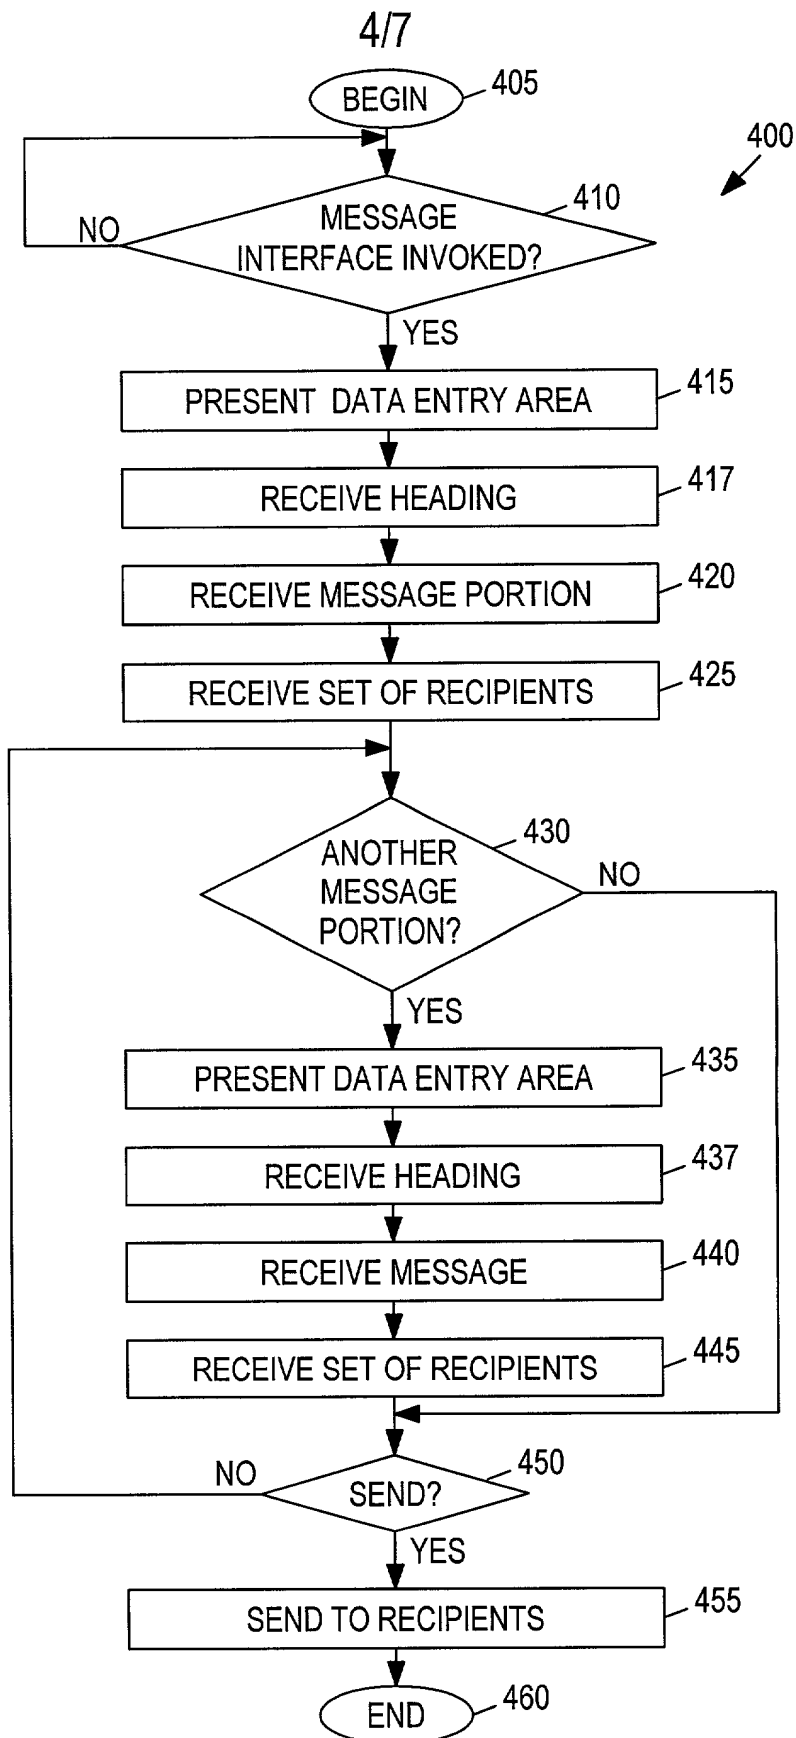 4/7
BEGIN
405
400
MESSAGE
INTERFACE INVOKED?
410
NO
YES
PRESENT DATA ENTRY AREA
415
RECEIVE HEADING
417
RECEIVE MESSAGE PORTION
420
RECEIVE SET OF RECIPIENTS
425
ANOTHER
MESSAGE
PORTION?
430
NO
YES
PRESENT DATA ENTRY AREA
435
RECEIVE HEADING
437
RECEIVE MESSAGE
440
RECEIVE SET OF RECIPIENTS
445
NO
SEND?
450
YES
SEND TO RECIPIENTS
455
END
460